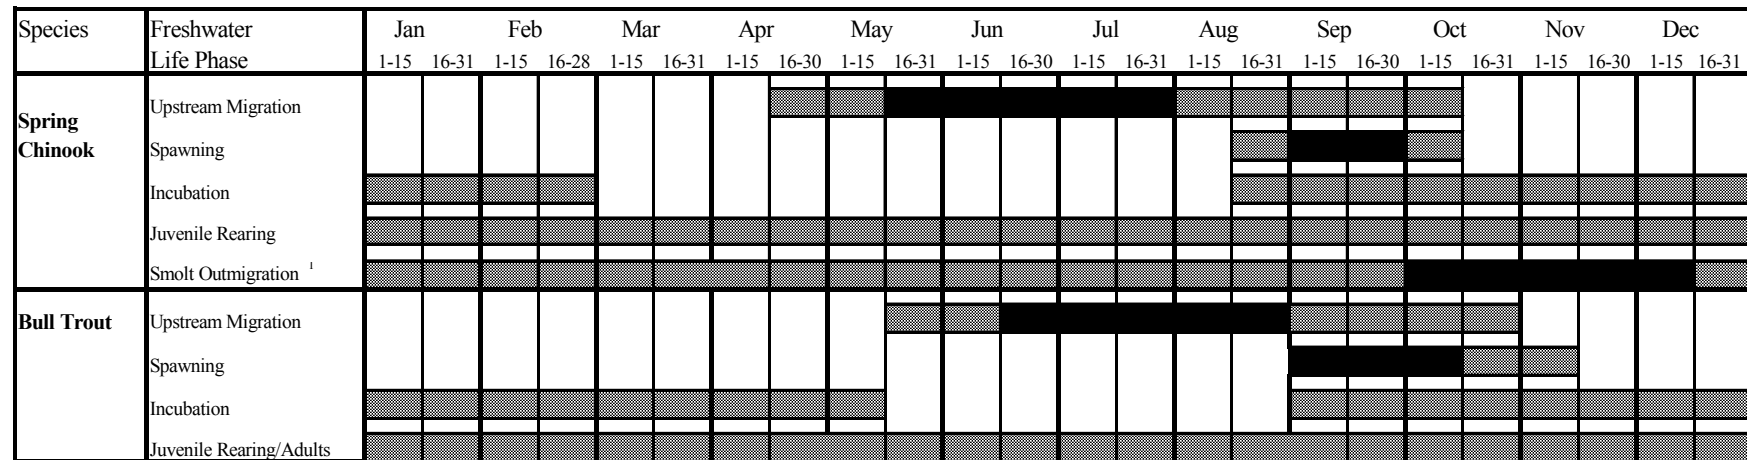 Species Freshwater Jan Feb Mar Apr May Jun Jul Aug Sep Oct Nov Dec
Life Phase 1-15 16-31 1-15 16-28 1-15 16-31 1-15 16-30 1-15 16-31 1-15 16-30 1-15 16-31 1-15 16-31 1-15 16-30 1-15 16-31 1-15 16-30 1-15 16-31
Upstream Migration
Spring
Chinook Spawning
Incubation
Juvenile Rearing
Smolt Outmigration 1
Bull Trout Upstream Migration
Spawning
Incubation
Juvenile Rearing/Adults